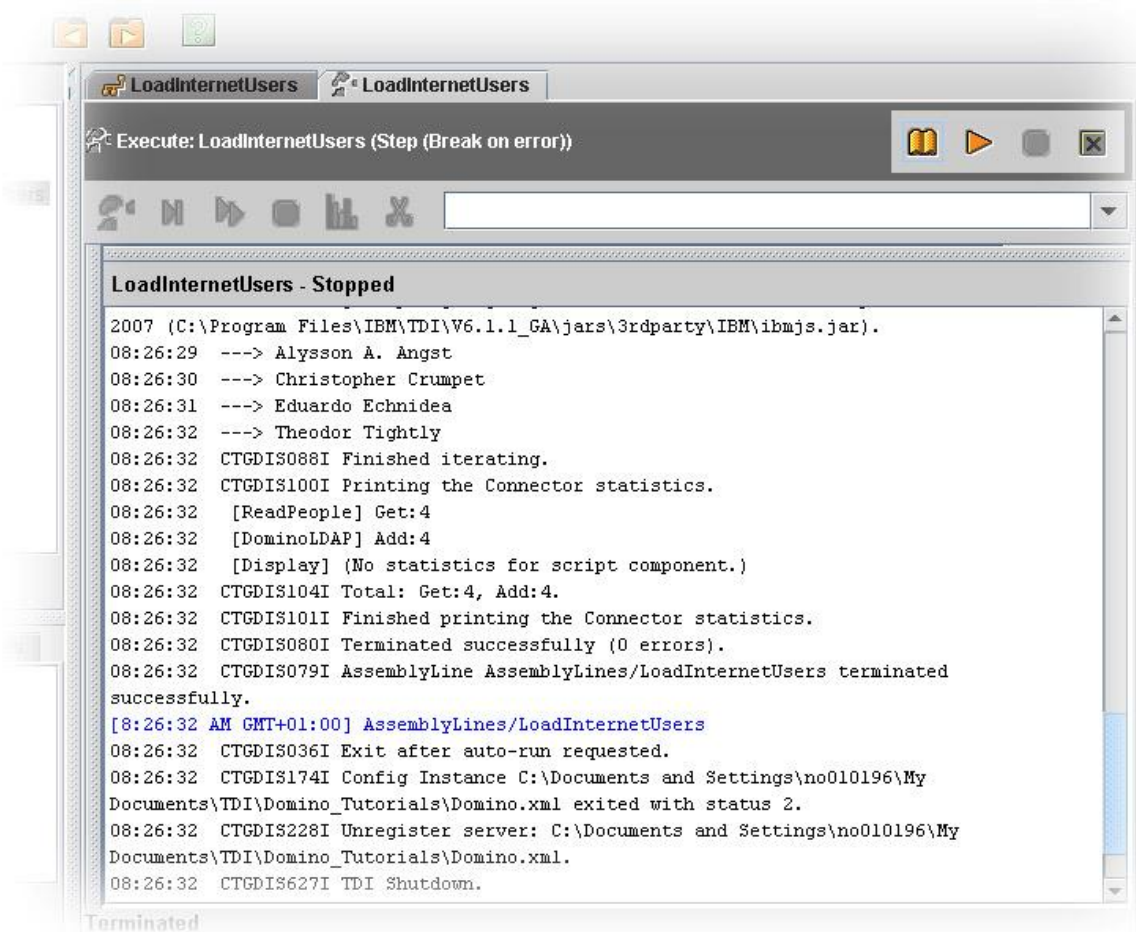 LoadInternetUsers
LoadInternetUsers
Execute: LoadInternetUsers (Step (Break on error))
LoadInternetUsers - Stopped
2007 (C:\Program Files\IBM\TDI\V6.1.1_GA\jars\3rdparty\IBM\ibmjs.jar).
08:26:29 ---> Alysson A. Angst
08:26:30 ---> Christopher Crumpet
08:26:31 ---> Eduardo Echnidea
08:26:32 ---> Theodor Tightly
08:26:32 CTGDIS088I Finished iterating.
08:26:32 CTGDIS100I Printing the Connector statistics.
08:26:32 [ReadPeople] Get:4
08:26:32 [DominoLDAP] Add:4
08:26:32 [Display] (No statistics for script component.)
08:26:32 CTGDIS104I Total: Get:4, Add:4.
08:26:32 CTGDIS101I Finished printing the Connector statistics.
08:26:32 CTGDIS080I Terminated successfully (0 errors).
08:26:32 CTGDIS079I AssemblyLine AssemblyLines/LoadInternetUsers terminated
successfully.
[8:26:32 AM GMT+01:00] AssemblyLines/LoadInternetUsers
08:26:32 CTGDIS036I Exit after auto-run requested.
08:26:32 CTGDIS174I Config Instance C:\Documents and Settings\no010196\My
Documents\TDI\Domino_Tutorials\Domino.xml exited with status 2.
08:26:32 CTGDIS228I Unregister server: C:\Documents and Settings\no010196\My
Documents\TDI\Domino_Tutorials\Domino.xml.
08:26:32 CTGDIS627I TDI Shutdown.
Terminated